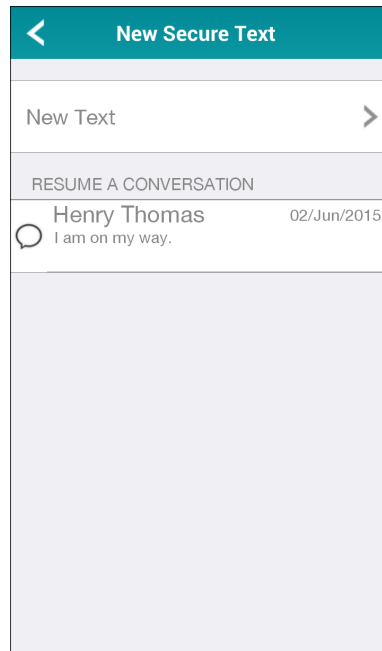 New Secure Text
New Text
RESUME A CONVERSATION
Henry Thomas 02/Jun/2015
I am on my way.